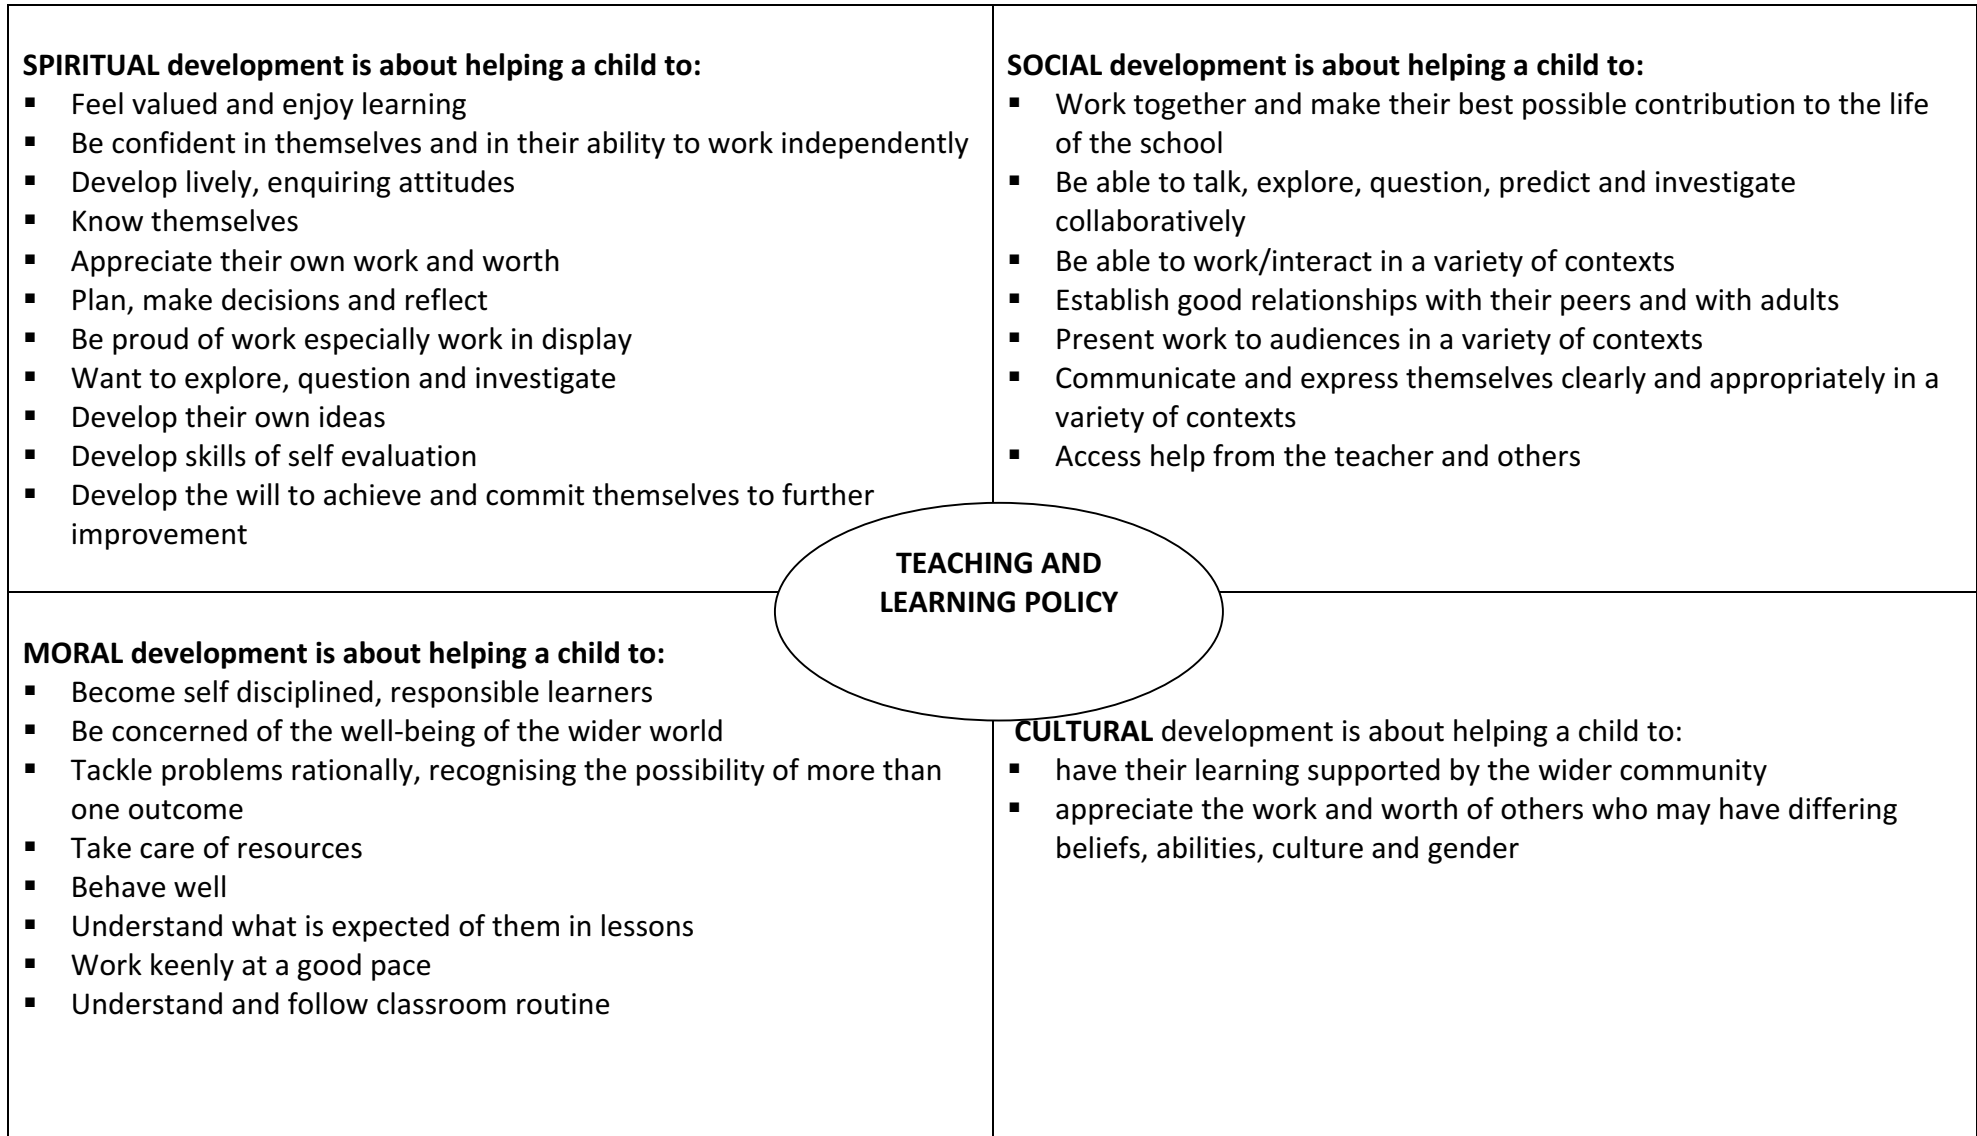 SPIRITUAL development is about helping a child to:
▪ Feel valued and enjoy learning
▪ Be confident in themselves and in their ability to work independently
▪ Develop lively, enquiring attitudes
▪ Know themselves
▪ Appreciate their own work and worth
▪ Plan, make decisions and reflect
▪ Be proud of work especially work in display
▪ Want to explore, question and investigate
▪ Develop their own ideas
▪ Develop skills of self evaluation
▪ Develop the will to achieve and commit themselves to further
improvement
SOCIAL development is about helping a child to:
▪ Work together and make their best possible contribution to the life
of the school
▪ Be able to talk, explore, question, predict and investigate
collaboratively
▪ Be able to work/interact in a variety of contexts
▪ Establish good relationships with their peers and with adults
▪ Present work to audiences in a variety of contexts
▪ Communicate and express themselves clearly and appropriately in a
variety of contexts
▪ Access help from the teacher and others
TEACHING AND
LEARNING POLICY
MORAL development is about helping a child to:
▪ Become self disciplined, responsible learners
▪ Be concerned of the well-being of the wider world
▪ Tackle problems rationally, recognising the possibility of more than
one outcome
▪ Take care of resources
▪ Behave well
▪ Understand what is expected of them in lessons
▪ Work keenly at a good pace
▪ Understand and follow classroom routine
CULTURAL development is about helping a child to:
▪ have their learning supported by the wider community
▪ appreciate the work and worth of others who may have differing
beliefs, abilities, culture and gender